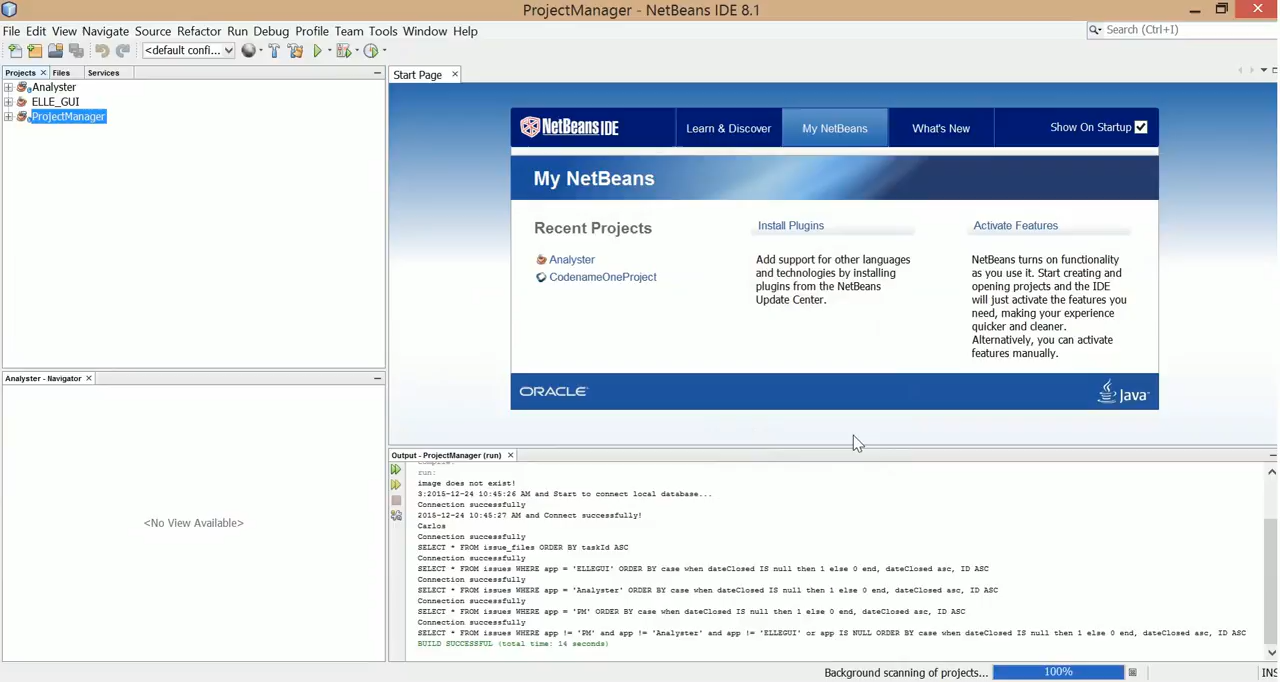 ProjectManager - NetBeans IDE 8.1
File Edit View Navigate Source Refactor Run Debug Profile Team Tools Window Help
Search (Ctrl+I)
<default confi...
Projects Files Services
Analyster
ELLE_GUI
ProjectManager
Analyster - Navigator
<No View Available>
Start Page
NetBeans IDE
Learn & Discover
My NetBeans
What's New
Show On Startup
My NetBeans
Recent Projects
Analyster
CodenameOneProject
Install Plugins
Add support for other languages
and technologies by installing
plugins from the NetBeans
Update Center.
Activate Features
NetBeans turns on functionality
as you use it. Start creating and
opening projects and the IDE
will just activate the features you
need, making your experience
quicker and cleaner.
Alternatively, you can activate
features manually.
ORACLE
Java
Output - ProjectManager (run)
compile:
run:
image does not exist!
3:2015-12-24 10:45:26 AM and Start to connect local database...
Connection successfully
2015-12-24 10:45:27 AM and Connect successfully!
Carlos
Connection successfully
SELECT * FROM issue_files ORDER BY taskId ASC
Connection successfully
SELECT * FROM issues WHERE app = 'ELLEGUI' ORDER BY case when dateClosed IS null then 1 else 0 end, dateClosed asc, ID ASC
Connection successfully
SELECT * FROM issues WHERE app = 'Analyster' ORDER BY case when dateClosed IS null then 1 else 0 end, dateClosed asc, ID ASC
Connection successfully
SELECT * FROM issues WHERE app = 'PM' ORDER BY case when dateClosed IS null then 1 else 0 end, dateClosed asc, ID ASC
Connection successfully
SELECT * FROM issues WHERE app != 'PM' and app != 'Analyster' and app != 'ELLEGUI' or app IS NULL ORDER BY case when dateClosed IS null then 1 else 0 end, dateClosed asc, ID ASC
BUILD SUCCESSFUL (total time: 14 seconds)
Background scanning of projects... 100% INS